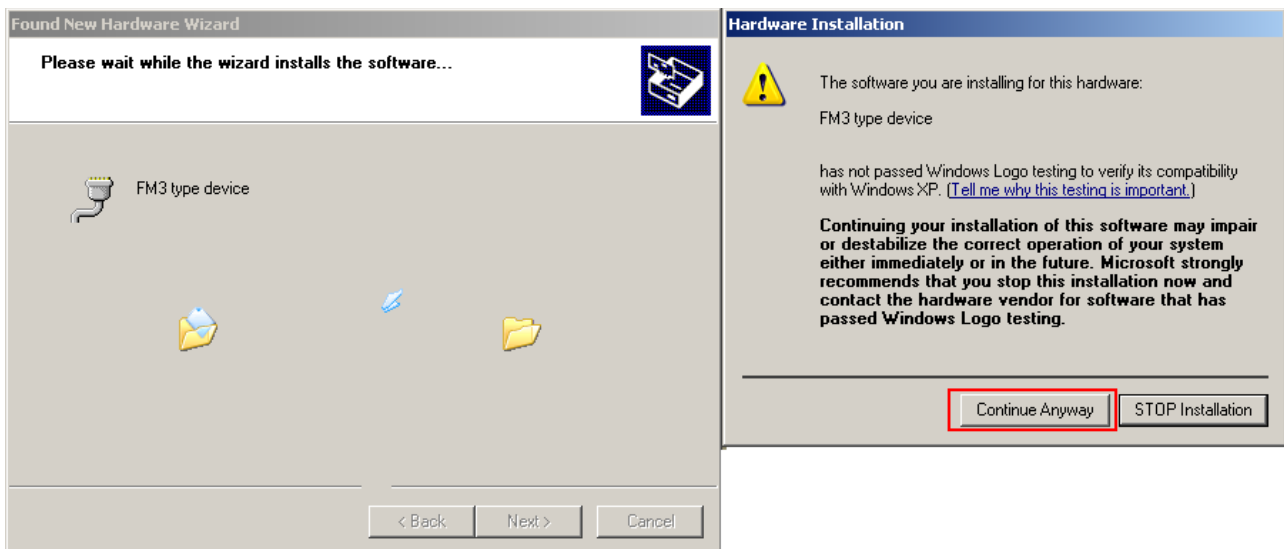 Found New Hardware Wizard
Please wait while the wizard installs the software...
FM3 type device
< Back
Next >
Cancel
Hardware Installation
The software you are installing for this hardware:
FM3 type device
has not passed Windows Logo testing to verify its compatibility
with Windows XP. (Tell me why this testing is important.)
Continuing your installation of this software may impair
or destabilize the correct operation of your system
either immediately or in the future. Microsoft strongly
recommends that you stop this installation now and
contact the hardware vendor for software that has
passed Windows Logo testing.
Continue Anyway
STOP Installation